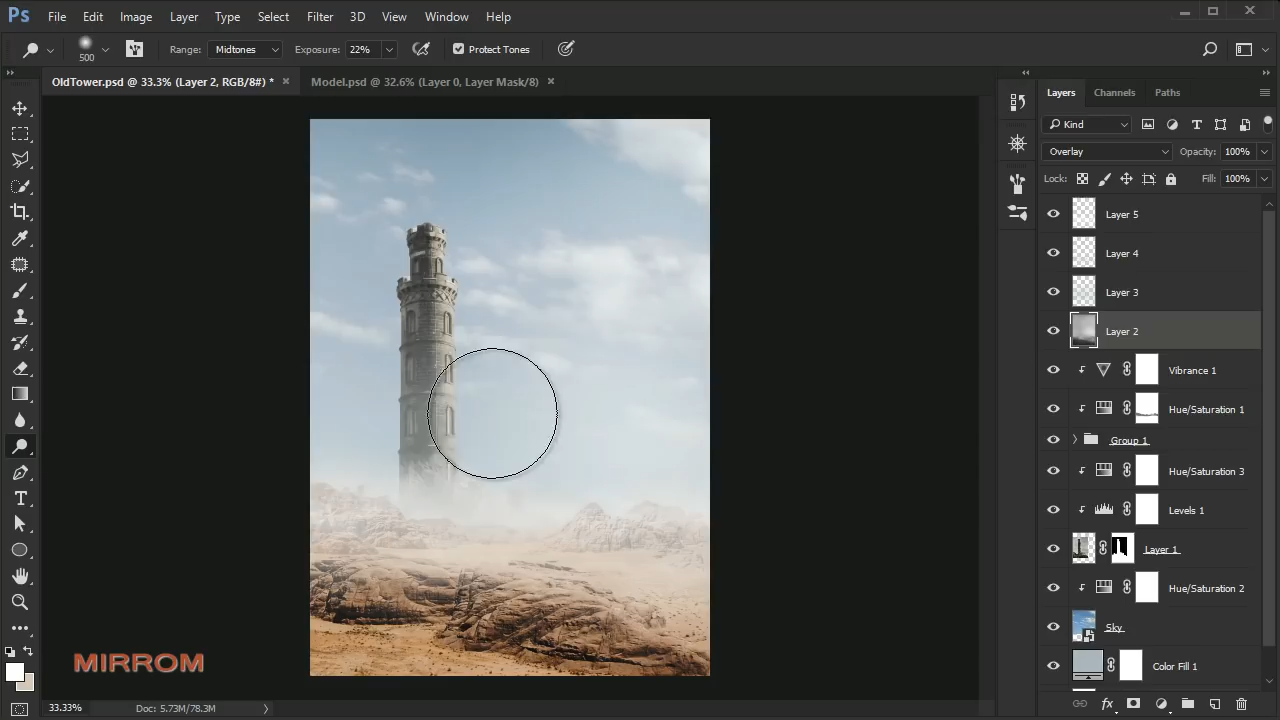 Ps File Edit Image Layer Type Select Filter 3D View Window Help
500 Range: Midtones Exposure: 22% Protect Tones
OldTower.psd @ 33.3% (Layer 2, RGB/8#) * Model.psd @ 32.6% (Layer 0, Layer Mask/8)
Layers Channels Paths
Kind
Overlay Opacity: 100%
Lock: Fill: 100%
Layer 5
Layer 4
Layer 3
Layer 2
Vibrance 1
Hue/Saturation 1
Group 1
Hue/Saturation 3
Levels 1
Layer 1
Hue/Saturation 2
Sky
Color Fill 1
MIRROM
33.33% Doc: 5.73M/78.3M
fx